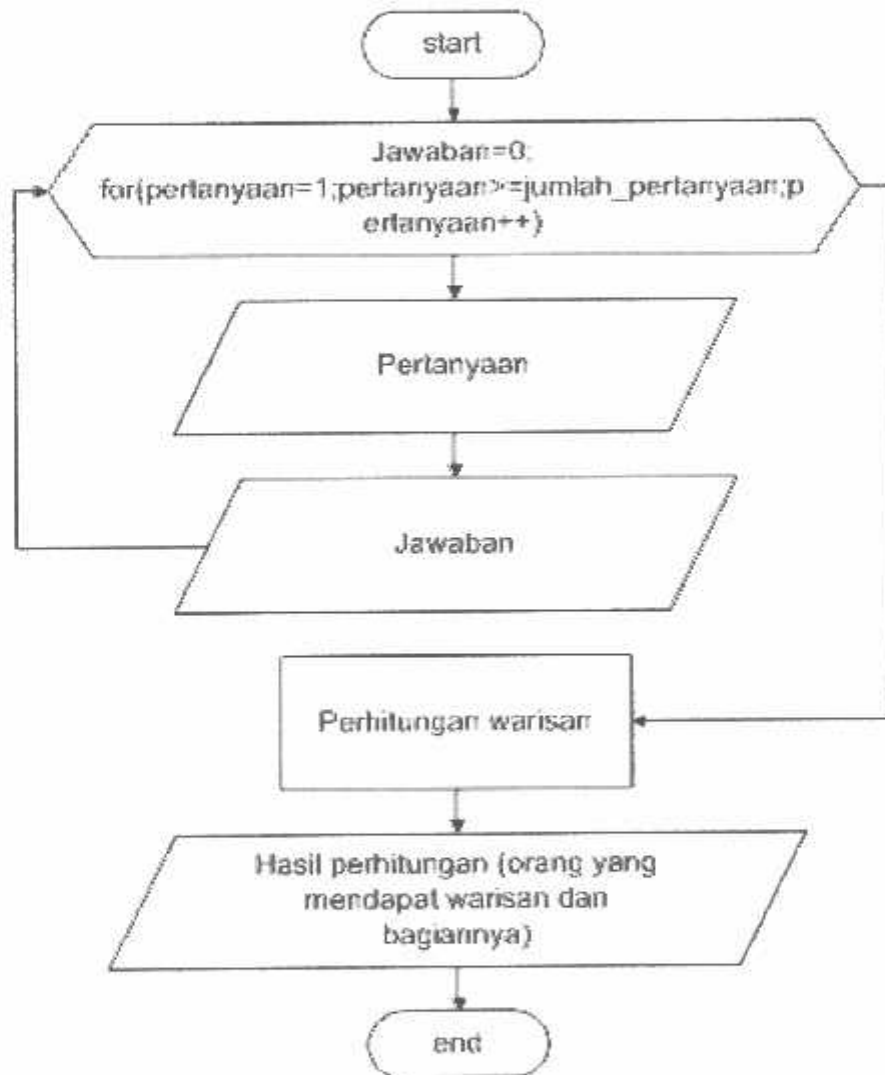 start
Jawaban=0;
for(pertanyaan=1;pertanyaan>=jumlah_pertanyaan;p
ertanyaan++)
Pertanyaan
Jawaban
Perhitungan warisan
Hasil perhitungan (orang yang
mendapat warisan dan
bagiannya)
end